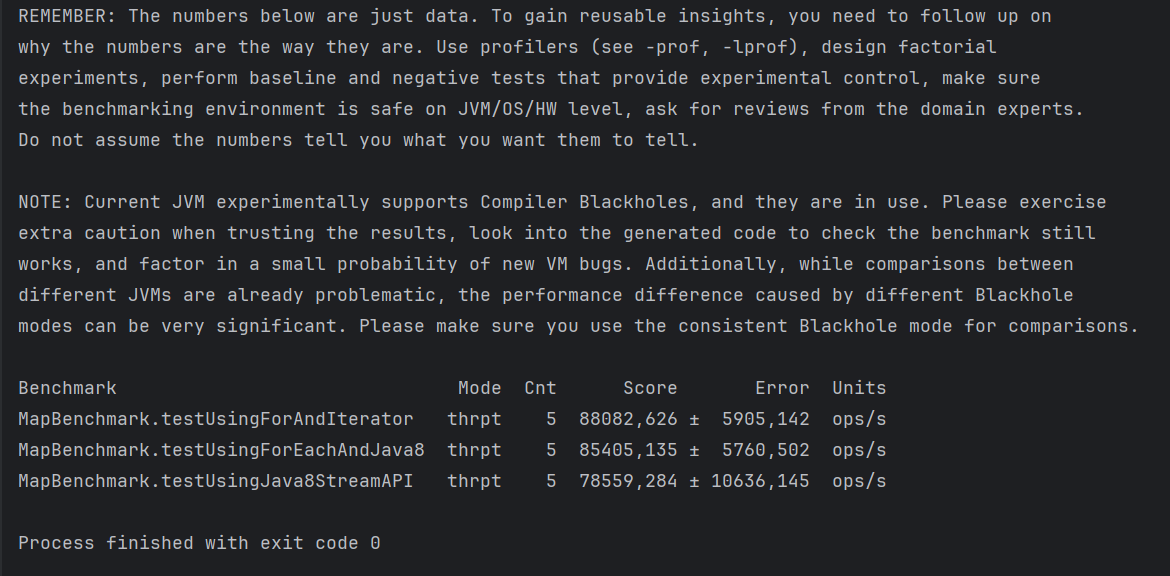 REMEMBER: The numbers below are just data. To gain reusable insights, you need to follow up on
why the numbers are the way they are. Use profilers (see -prof, -lprof), design factorial
experiments, perform baseline and negative tests that provide experimental control, make sure
the benchmarking environment is safe on JVM/OS/HW level, ask for reviews from the domain experts.
Do not assume the numbers tell you what you want them to tell.
NOTE: Current JVM experimentally supports Compiler Blackholes, and they are in use. Please exercise
extra caution when trusting the results, look into the generated code to check the benchmark still
works, and factor in a small probability of new VM bugs. Additionally, while comparisons between
different JVMs are already problematic, the performance difference caused by different Blackhole
modes can be very significant. Please make sure you use the consistent Blackhole mode for comparisons.
Benchmark                               Mode  Cnt      Score       Error  Units
MapBenchmark.testUsingForAndIterator   thrpt    5  88082,626 ±  5905,142  ops/s
MapBenchmark.testUsingForEachAndJava8  thrpt    5  85405,135 ±  5760,502  ops/s
MapBenchmark.testUsingJava8StreamAPI   thrpt    5  78559,284 ± 10636,145  ops/s
Process finished with exit code 0